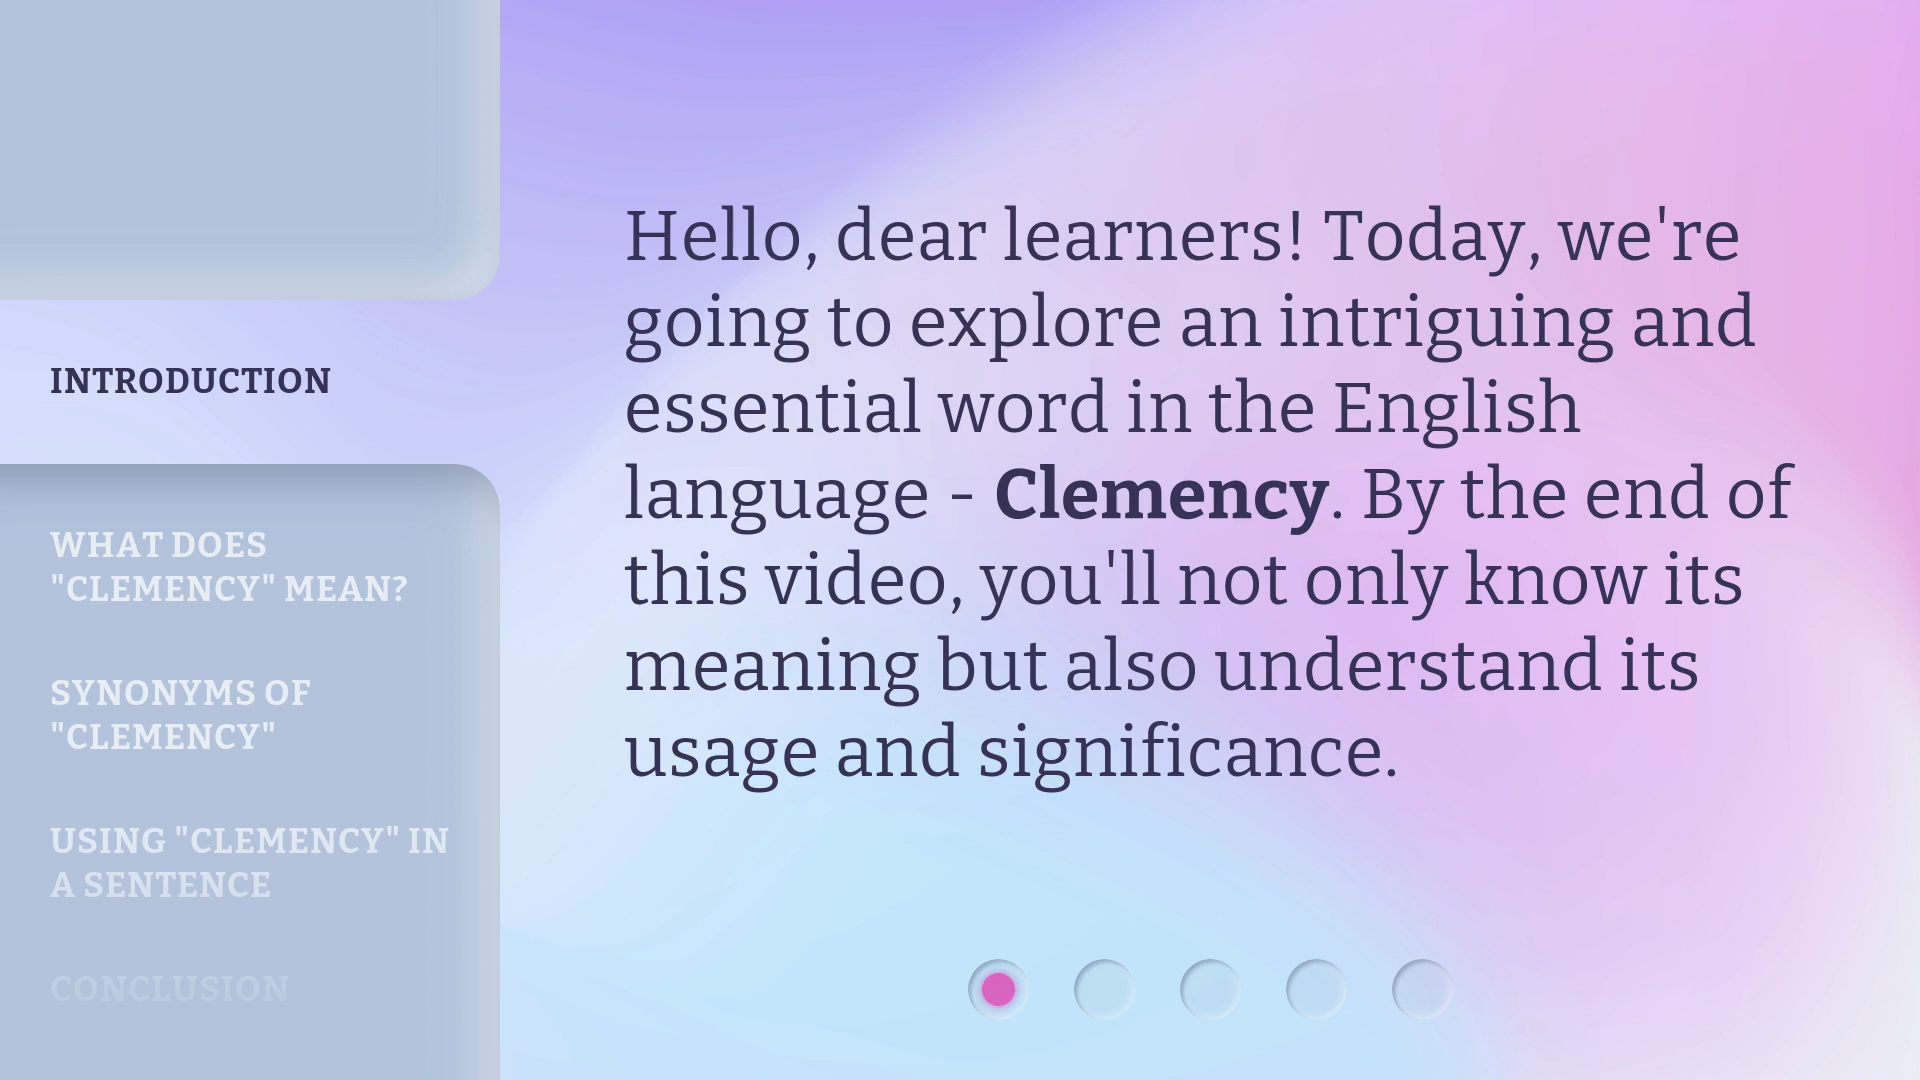 INTRODUCTION
WHAT DOES
"CLEMENCY" MEAN?
SYNONYMS OF
"CLEMENCY"
USING "CLEMENCY" IN
A SENTENCE
CONCLUSION
Hello, dear learners! Today, we're
going to explore an intriguing and
essential word in the English
language - Clemency. By the end of
this video, you'll not only know its
meaning but also understand its
usage and significance.